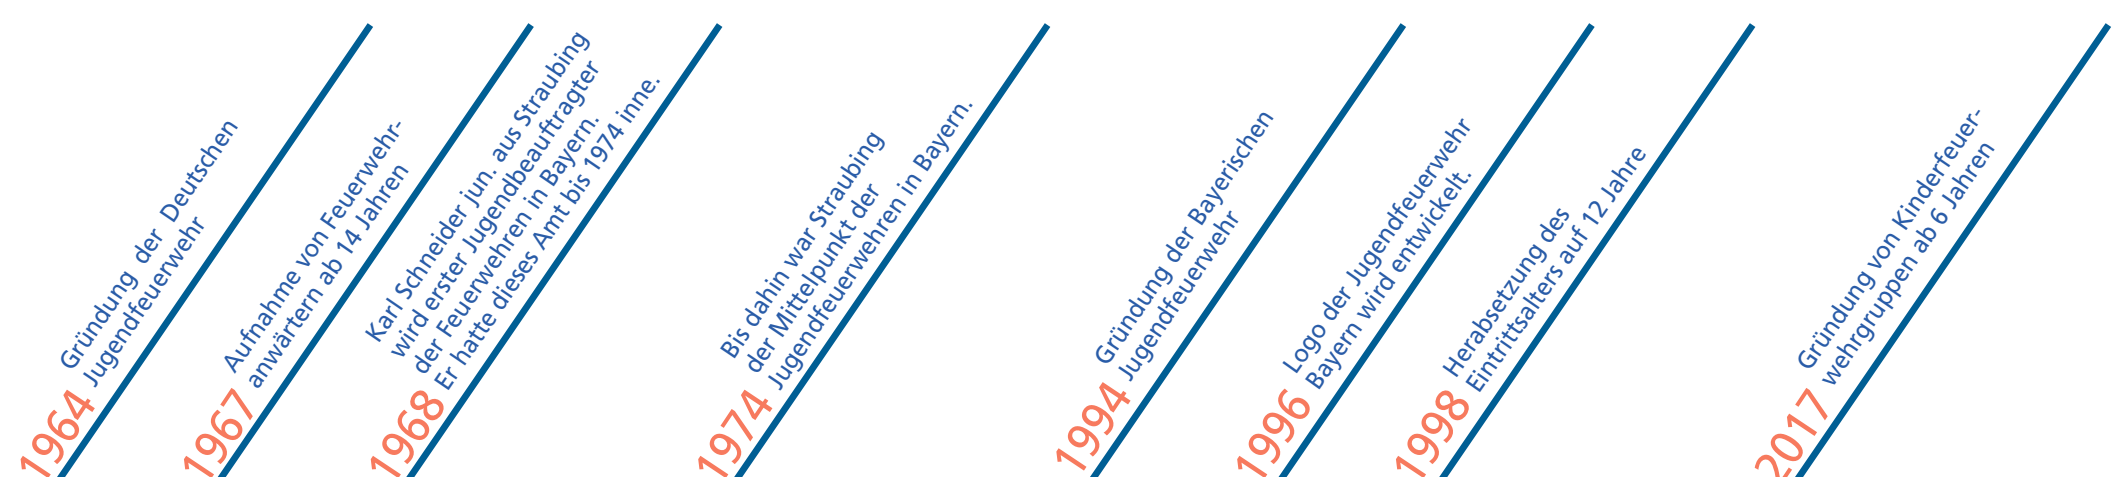 1964
Gründung der Deutschen
Jugendfeuerwehr
1967
Aufnahme von Feuerwehr-
anwärtern ab 14 Jahren
1968
Karl Schneider jun. aus Straubing
wird erster Jugendbeauftragter
der Feuerwehren in Bayern.
Er hatte dieses Amt bis 1974 inne.
1974
Bis dahin war Straubing
der Mittelpunkt der
Jugendfeuerwehren in Bayern.
1994
Gründung der Bayerischen
Jugendfeuerwehr
1996
Logo der Jugendfeuerwehr
Bayern wird entwickelt.
1998
Herabsetzung des
Eintrittsalters auf 12 Jahre
2017
Gründung von Kinderfeuer-
wehrgruppen ab 6 Jahren